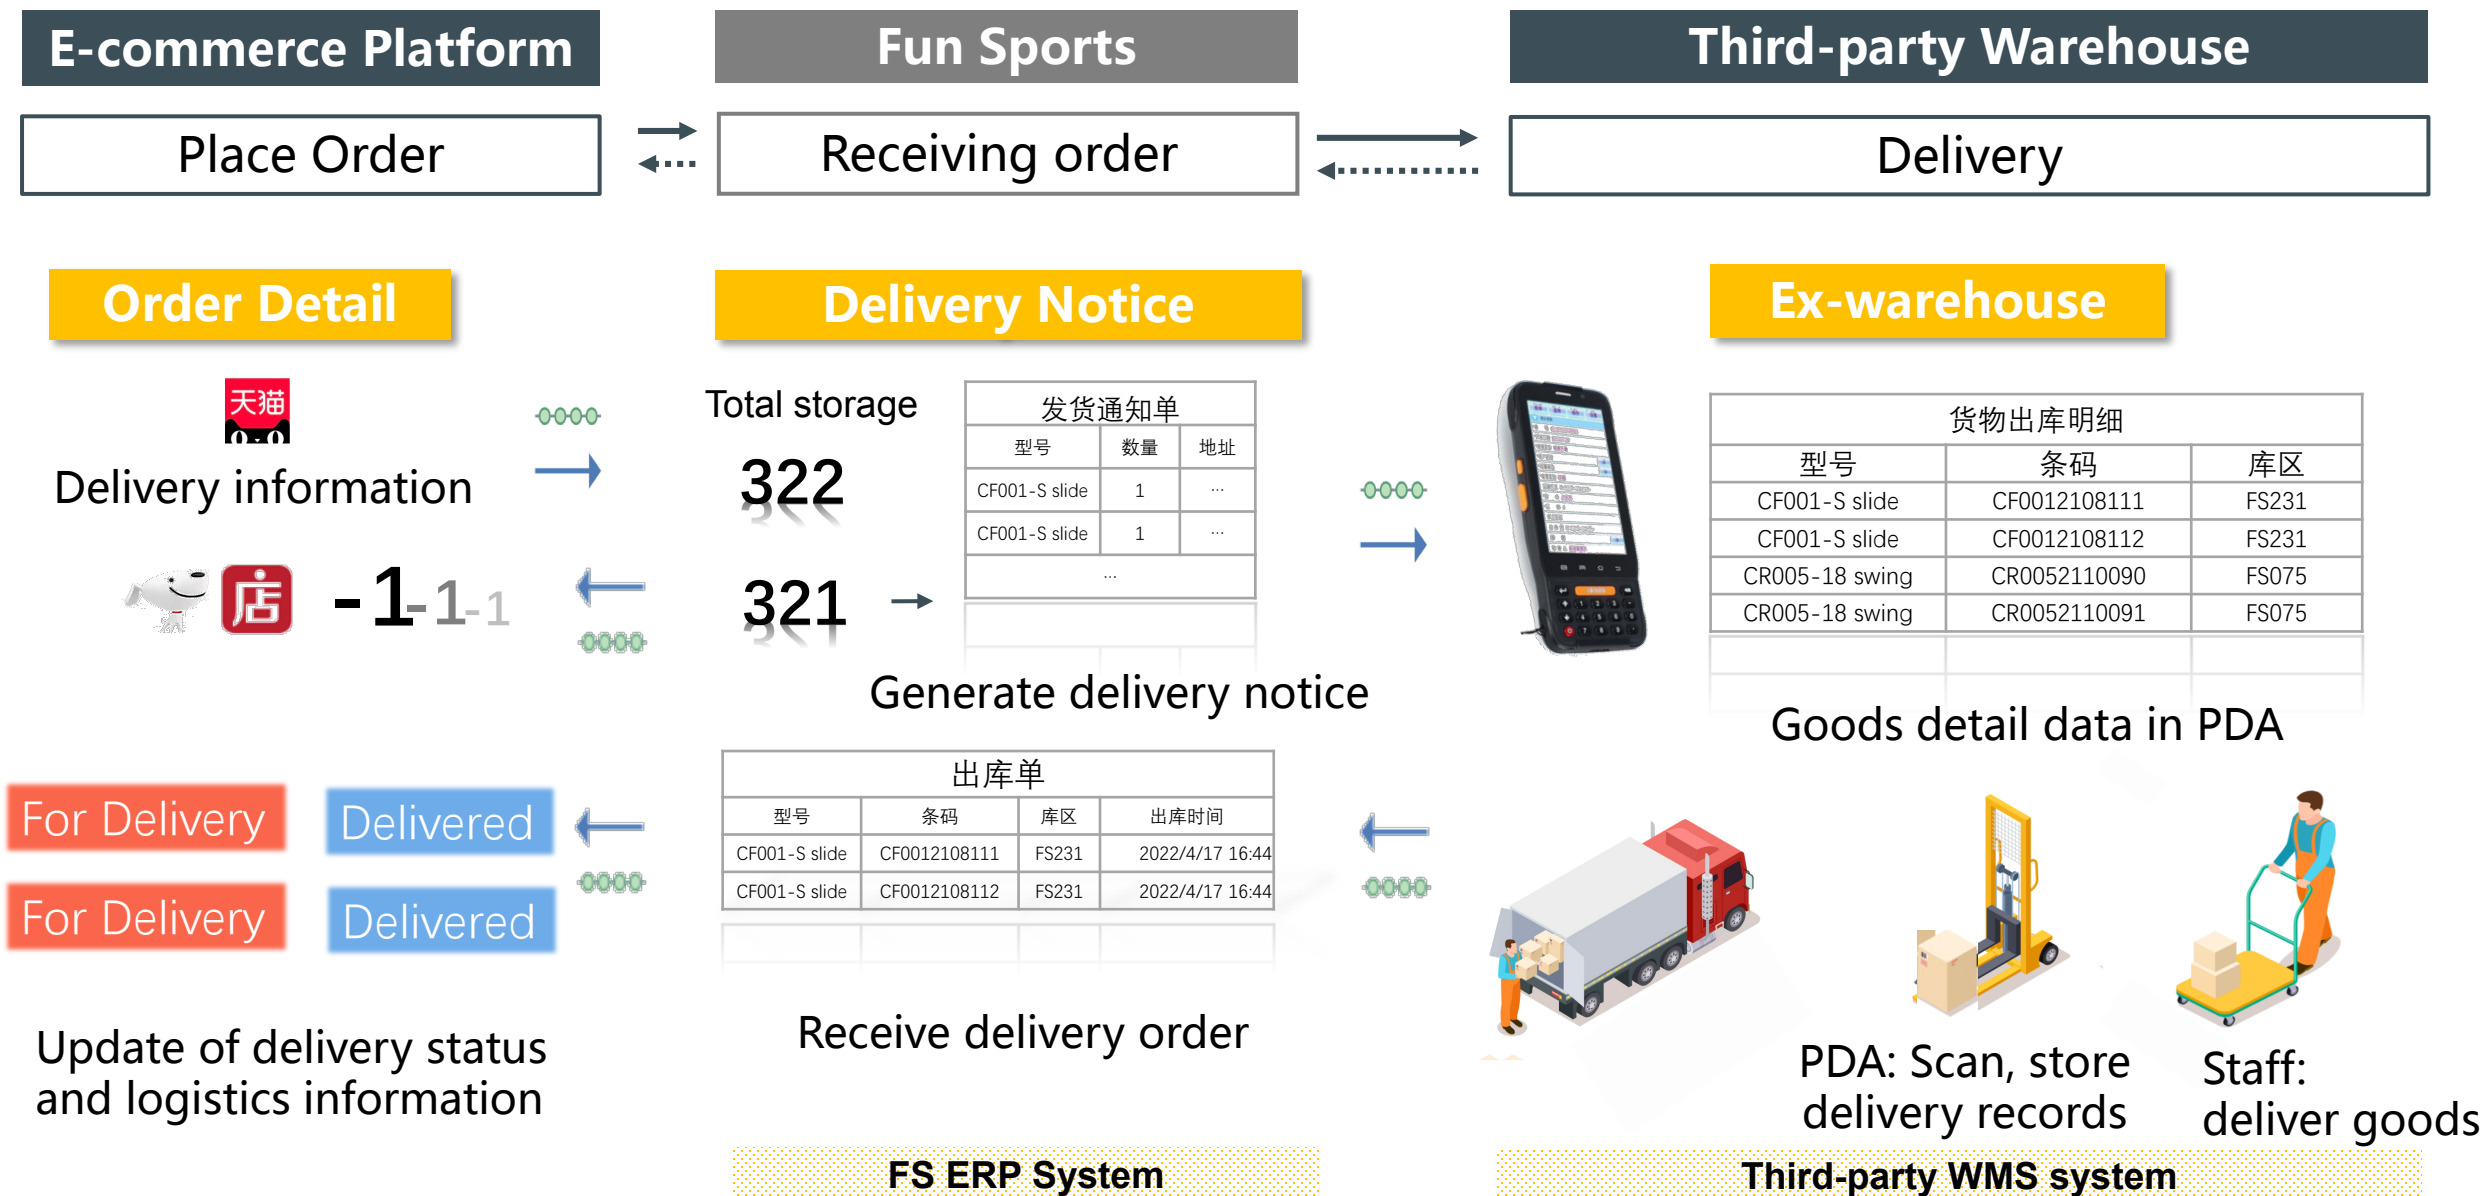 E-commerce Platform
Fun Sports
Third-party Warehouse
Place Order
Receiving order
Delivery
Order Detail
Delivery Notice
Ex-warehouse
天猫
Delivery information
店
-1-1-1
Total storage
322
321
发货通知单
型号 数量 地址
CF001-S slide 1 ...
CF001-S slide 1 ...
...
Generate delivery notice
货物出库明细
型号 条码 库区
CF001-S slide CF0012108111 FS231
CF001-S slide CF0012108112 FS231
CR005-18 swing CR0052110090 FS075
CR005-18 swing CR0052110091 FS075
Goods detail data in PDA
For Delivery Delivered
For Delivery Delivered
Update of delivery status
and logistics information
出库单
型号 条码 库区 出库时间
CF001-S slide CF0012108111 FS231 2022/4/17 16:44
CF001-S slide CF0012108112 FS231 2022/4/17 16:44
Receive delivery order
PDA: Scan, store
delivery records
Staff:
deliver goods
FS ERP System
Third-party WMS system